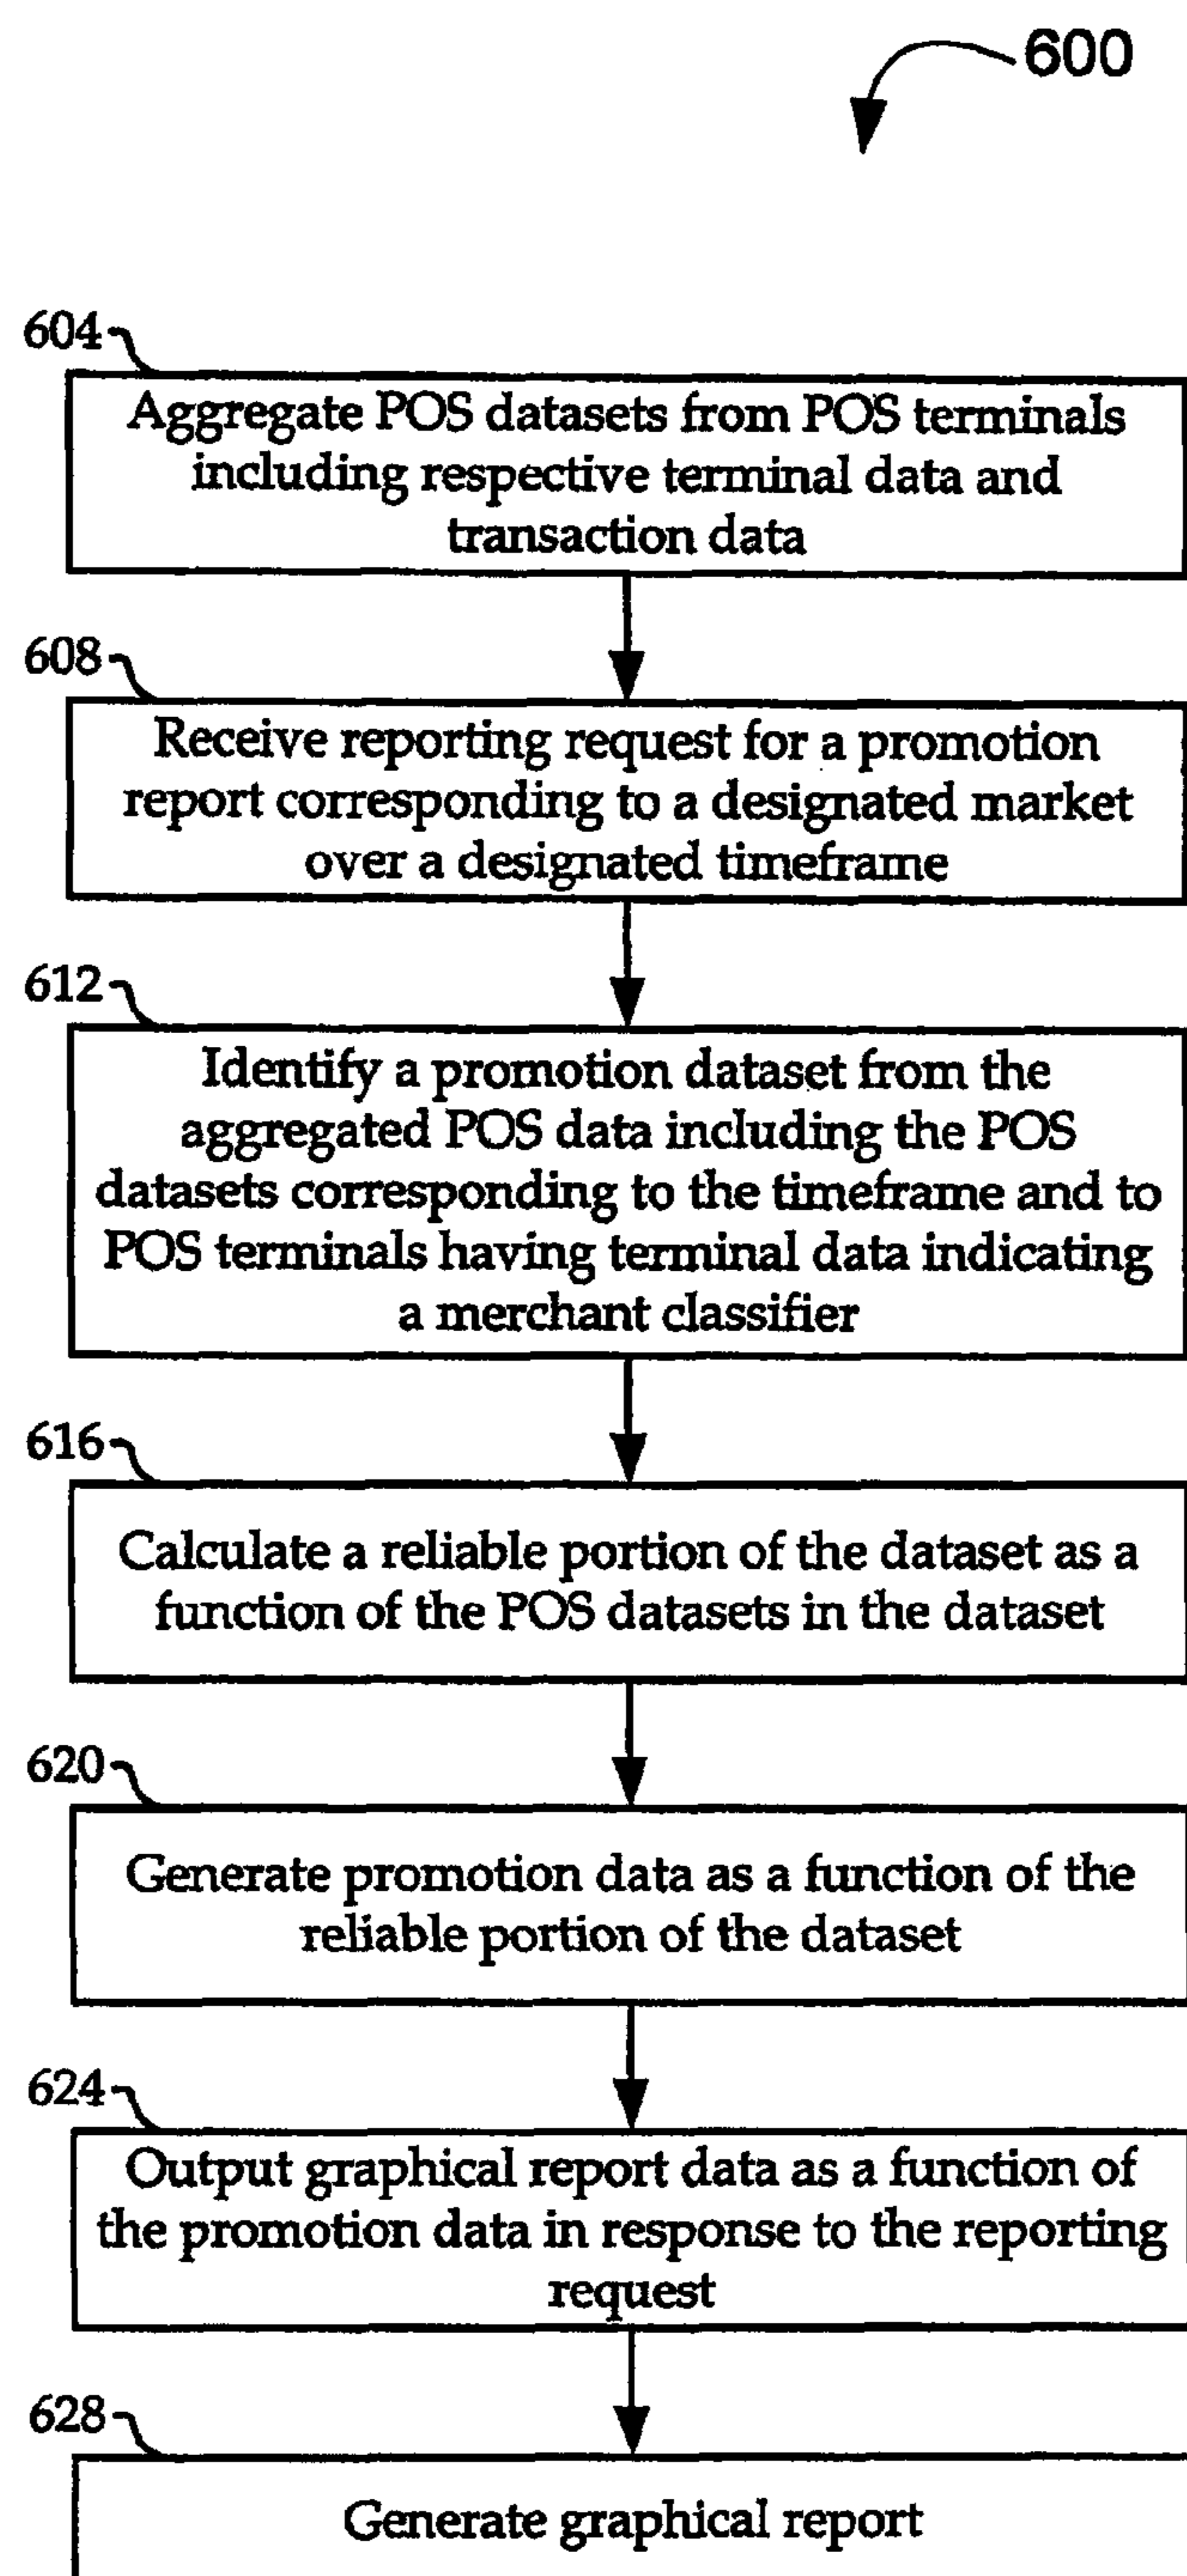 600
604
Aggregate POS datasets from POS terminals
including respective terminal data and
transaction data
608
Receive reporting request for a promotion
report corresponding to a designated market
over a designated timeframe
612
Identify a promotion dataset from the
aggregated POS data including the POS
datasets corresponding to the timeframe and to
POS terminals having terminal data indicating
a merchant classifier
616
Calculate a reliable portion of the dataset as a
function of the POS datasets in the dataset
620
Generate promotion data as a function of the
reliable portion of the dataset
624
Output graphical report data as a function of
the promotion data in response to the reporting
request
628
Generate graphical report